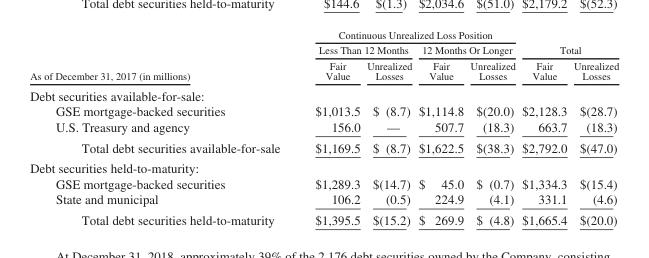 Total debt securities held-to-maturity $144.6 $(1.3) $2,034.6 $(51.0) $2,179.2 $(52.3)
Continuous Unrealized Loss Position
Less Than 12 Months 12 Months Or Longer Total
As of December 31, 2017 (in millions) Fair Value Unrealized Losses Fair Value Unrealized Losses Fair Value Unrealized Losses
Debt securities available-for-sale:
GSE mortgage-backed securities $1,013.5 $ (8.7) $1,114.8 $(20.0) $2,128.3 $(28.7)
U.S. Treasury and agency 156.0 — 507.7 (18.3) 663.7 (18.3)
Total debt securities available-for-sale $1,169.5 $ (8.7) $1,622.5 $(38.3) $2,792.0 $(47.0)
Debt securities held-to-maturity:
GSE mortgage-backed securities $1,289.3 $(14.7) $ 45.0 $ (0.7) $1,334.3 $(15.4)
State and municipal 106.2 (0.5) 224.9 (4.1) 331.1 (4.6)
Total debt securities held-to-maturity $1,395.5 $(15.2) $ 269.9 $ (4.8) $1,665.4 $(20.0)
At December 31, 2018, approximately 39% of the 2,176 debt securities owned by the Company, consisting